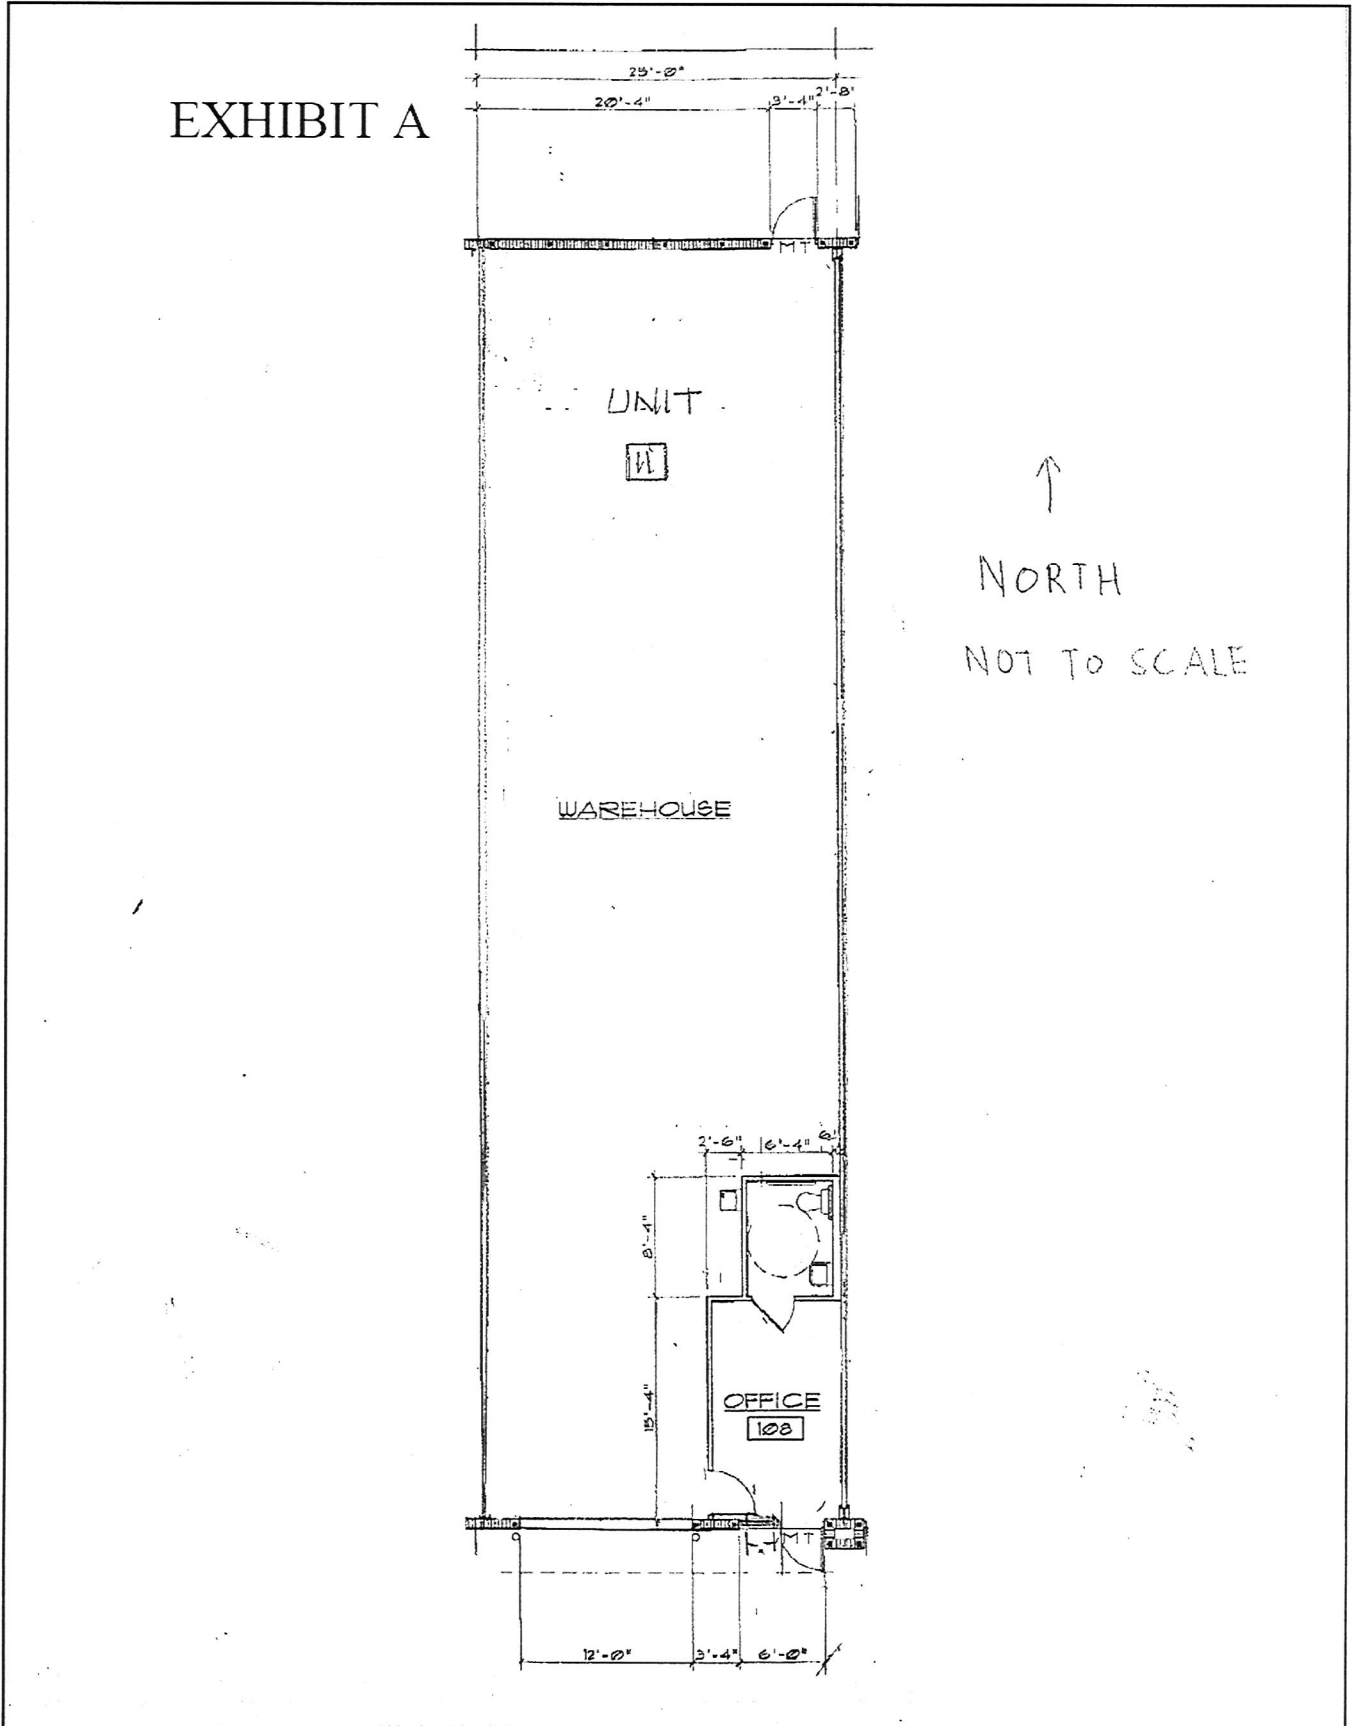 25'-0"
20'-4"
3'-4"
2'-8"
EXHIBIT A
MT
UNIT
NORTH
NOT TO SCALE
WAREHOUSE
2'-6"
6'-4"
6"
8'-4"
15'-4"
OFFICE
108
MT
12'-0"
3'-4"
6'-0"